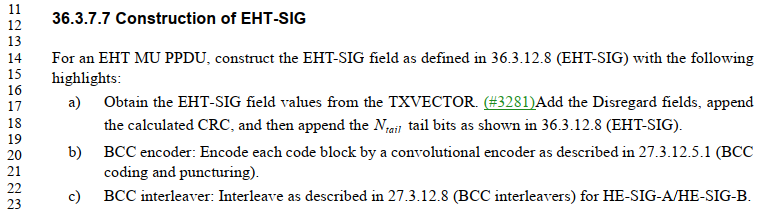 11
12
13
14
15
16
17
18
19
20
21
22
23
36.3.7.7 Construction of EHT-SIG
For an EHT MU PPDU, construct the EHT-SIG field as defined in 36.3.12.8 (EHT-SIG) with the following
highlights:
a) Obtain the EHT-SIG field values from the TXVECTOR. (#3281)Add the Disregard fields, append
the calculated CRC, and then append the N_tail tail bits as shown in 36.3.12.8 (EHT-SIG).
b) BCC encoder: Encode each code block by a convolutional encoder as described in 27.3.12.5.1 (BCC
coding and puncturing).
c) BCC interleaver: Interleave as described in 27.3.12.8 (BCC interleavers) for HE-SIG-A/HE-SIG-B.